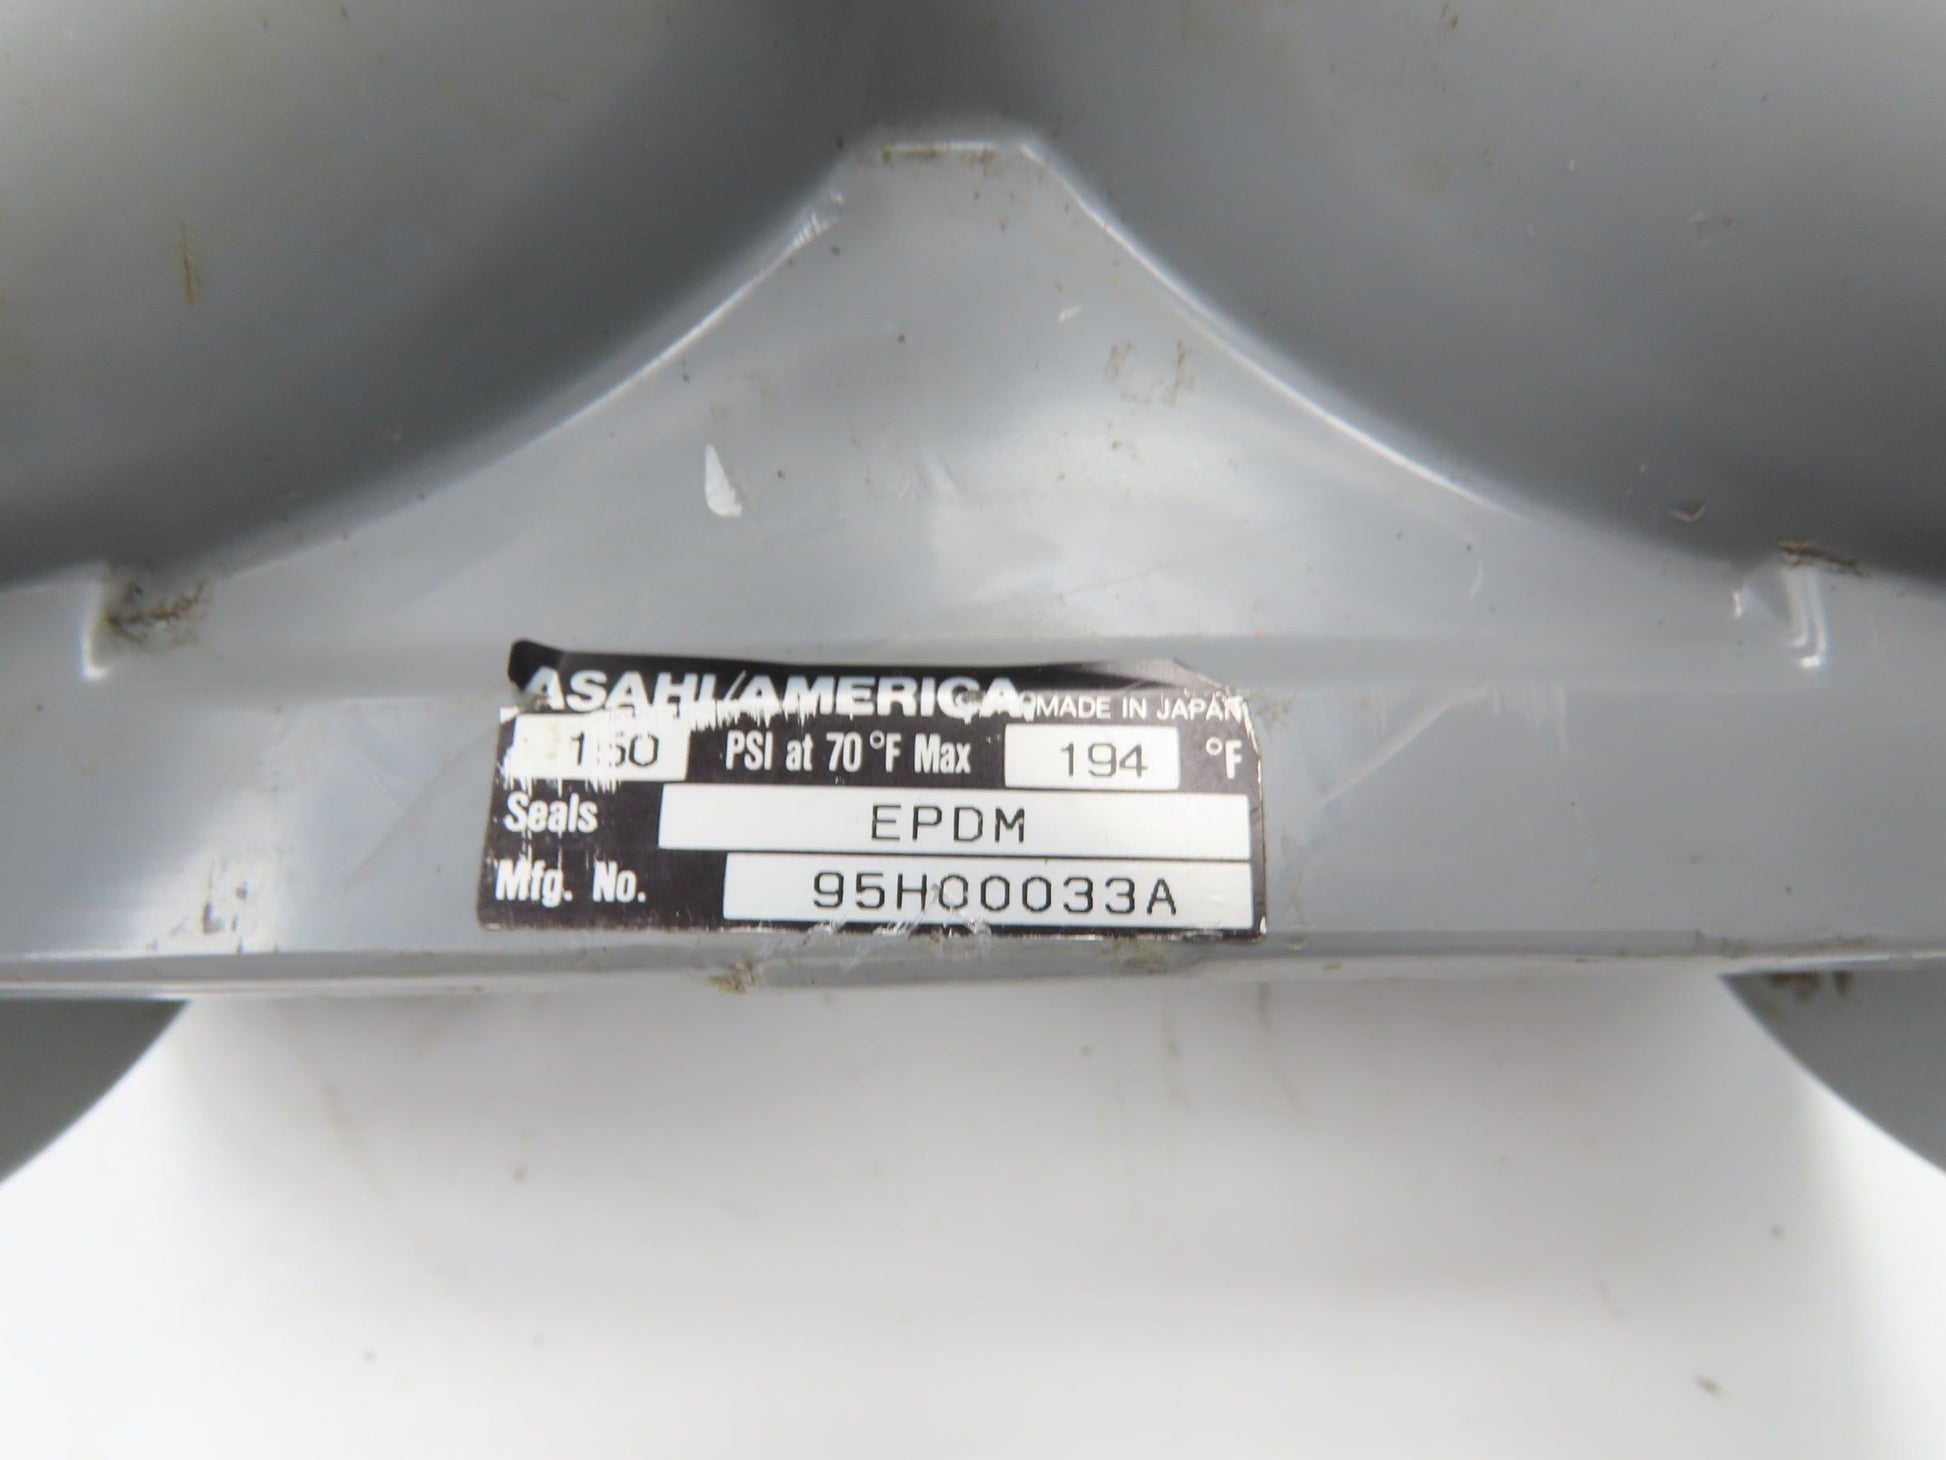 ASAHI/AMERICA MADE IN JAPAN
150 PSI at 70 °F Max 194 °F
Seals EPDM
Mfg. No. 95H00033A